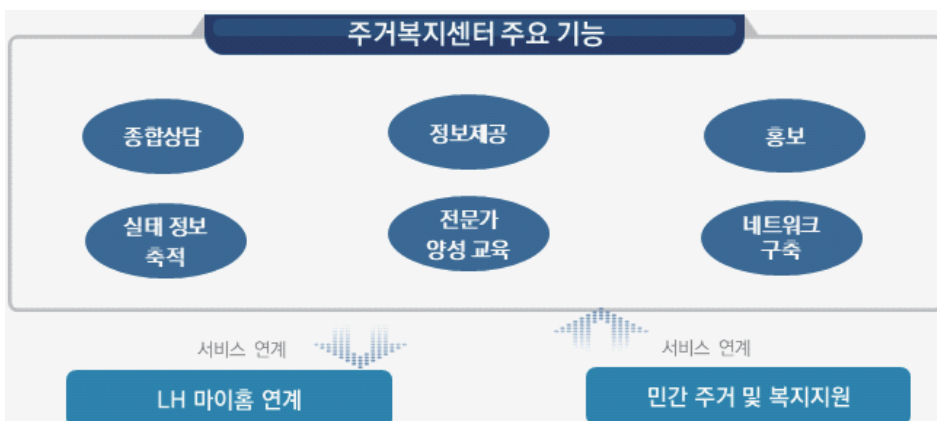 주거복지센터 주요 기능
종합상담
정보제공
홍보
실태 정보
축적
전문가
양성 교육
네트워크
구축
서비스 연계
서비스 연계
LH 마이홈 연계
민간 주거 및 복지지원